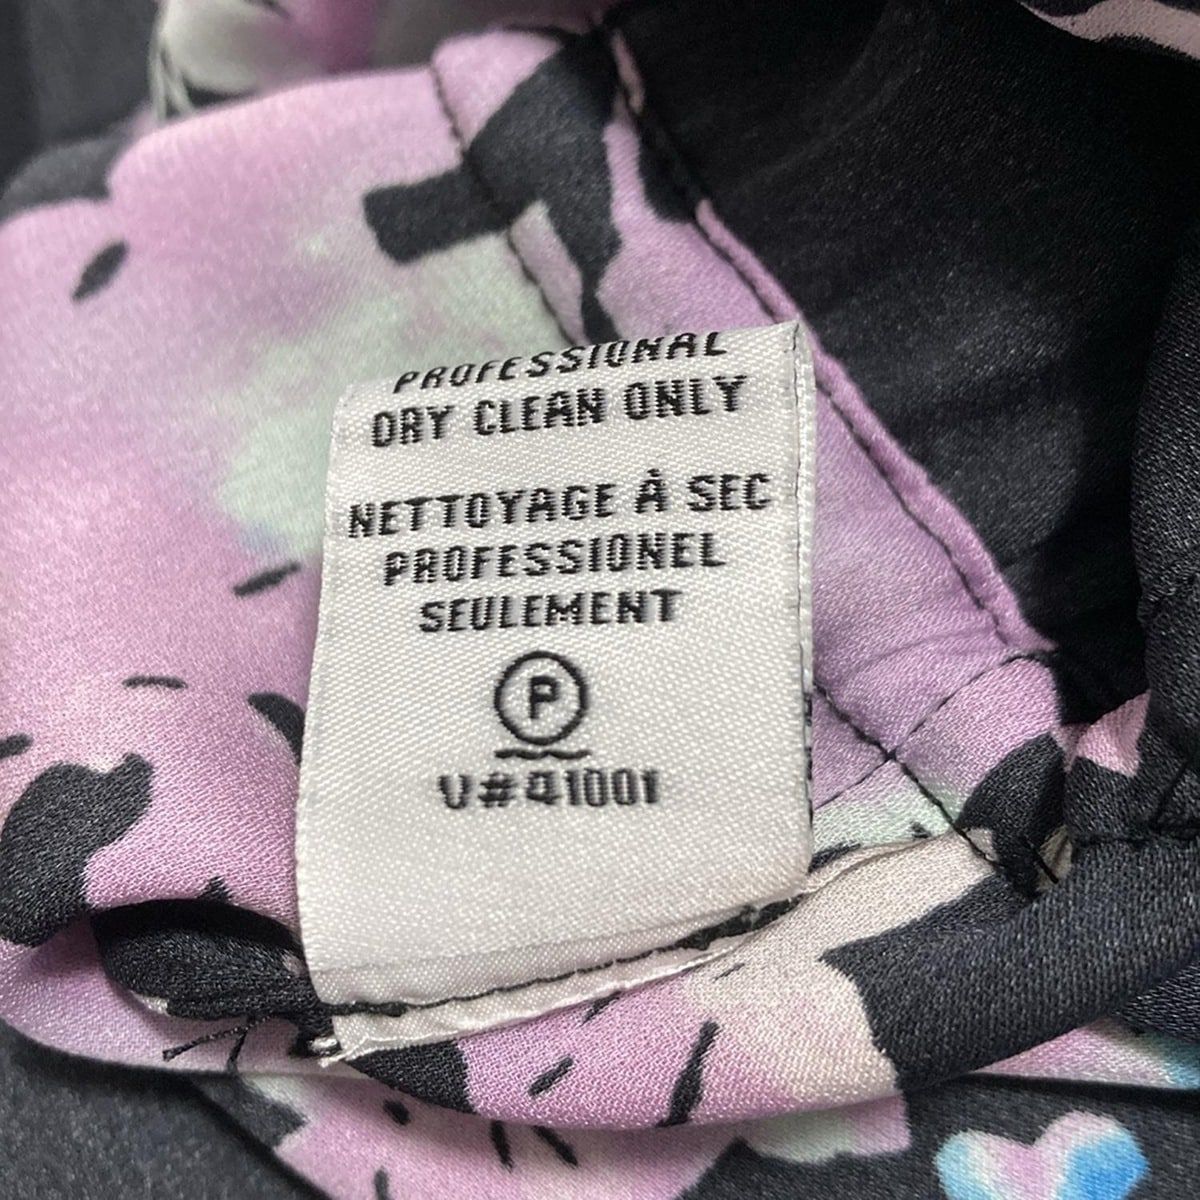 PROFESSIONAL
DRY CLEAN ONLY
NETTOYAGE À SEC
PROFESSIONEL
SEULEMENT
P
V#41001